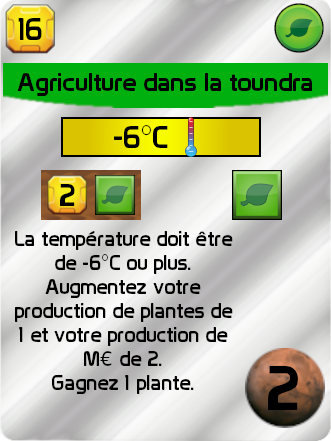 16
Agriculture dans la toundra
-6°C
2
La température doit être
de -6°C ou plus.
Augmentez votre
production de plantes de
1 et votre production de
M€ de 2.
Gagnez 1 plante.
2